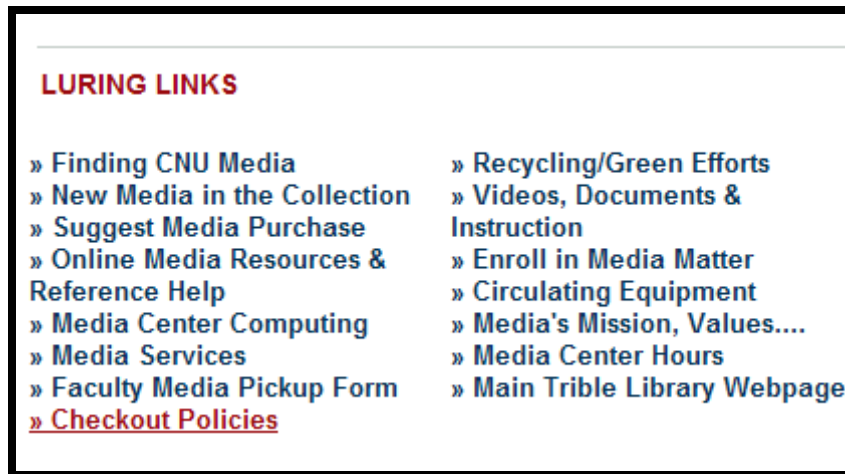 LURING LINKS
» Finding CNU Media
» New Media in the Collection
» Suggest Media Purchase
» Online Media Resources &
Reference Help
» Media Center Computing
» Media Services
» Faculty Media Pickup Form
» Checkout Policies
» Recycling/Green Efforts
» Videos, Documents &
Instruction
» Enroll in Media Matter
» Circulating Equipment
» Media's Mission, Values....
» Media Center Hours
» Main Trible Library Webpage